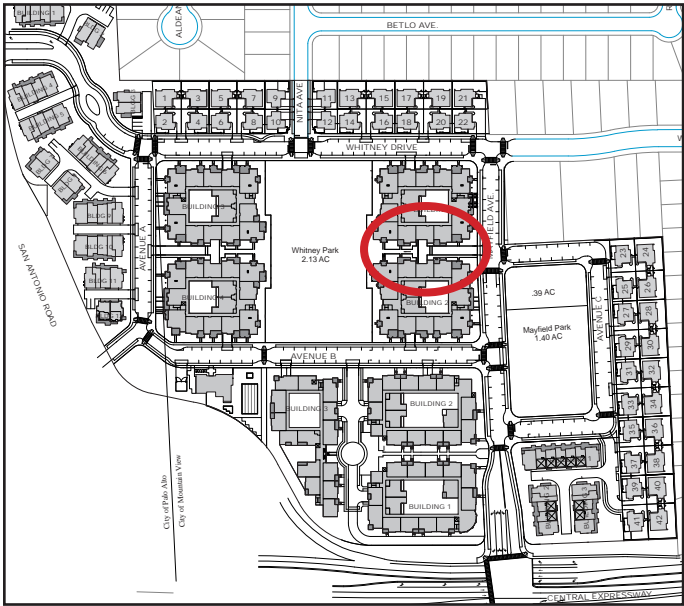 BUILDING 1
ALDEAN
BETLO AVE.
NITA AVE
1
3
5
7
9
11
13
15
17
19
21
2
4
6
8
10
12
14
16
18
20
22
WHITNEY DRIVE
W
BLDG 9
BLDG 10
BLDG 11
AVENUE A
SAN ANTONIO ROAD
Whitney Park
2.13 AC
BUILDING 2
.39 AC
Mayfield Park
1.40 AC
AVENUE C
23
24
25
26
27
28
29
30
31
32
33
34
35
36
37
38
39
40
41
42
AVENUE B
BUILDING 3
BUILDING 2
BUILDING 1
City of Palo Alto
City of Mountain View
CENTRAL EXPRESSWAY